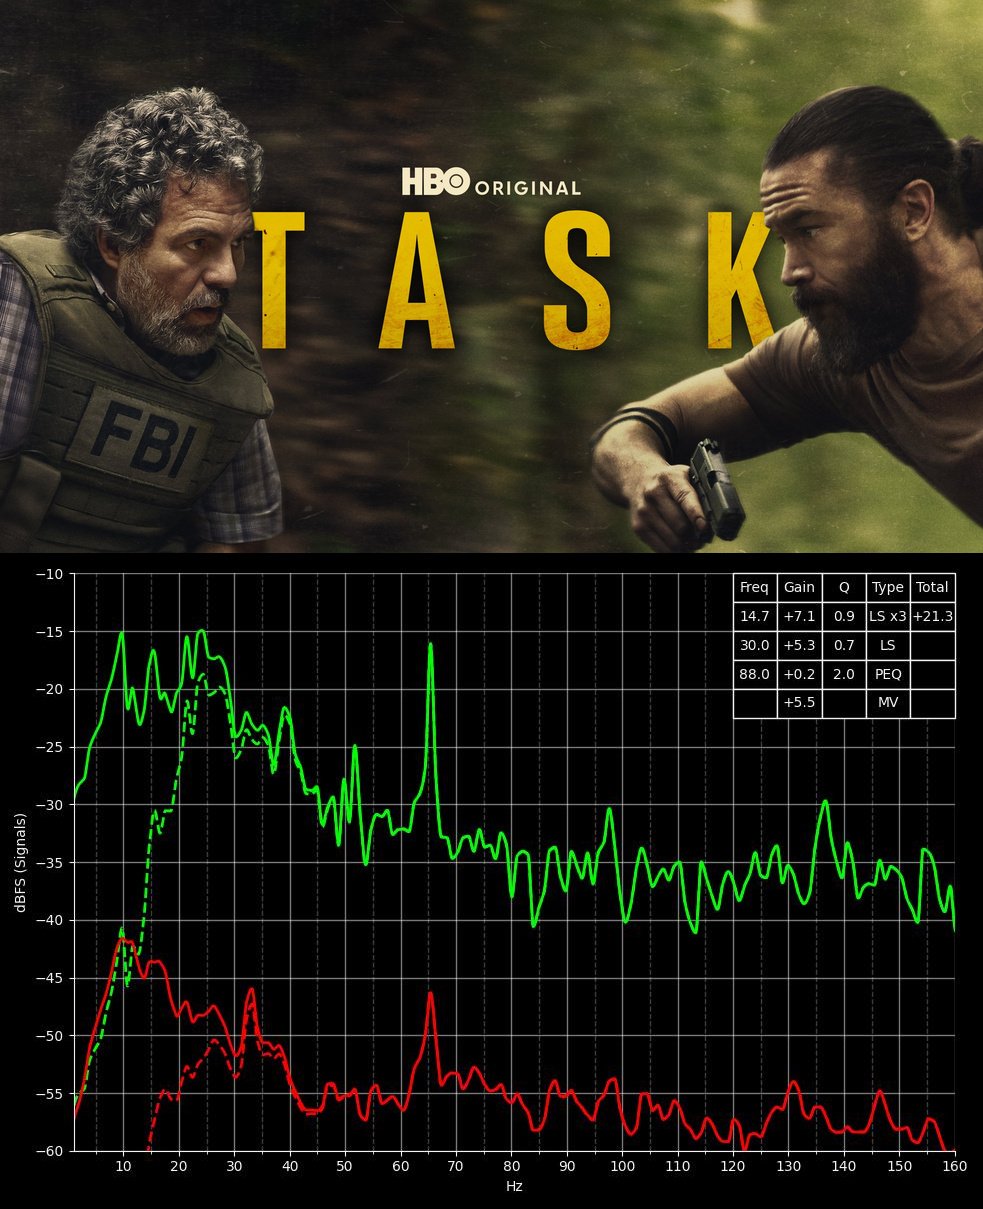 HBO ORIGINAL
TASK
FBI
Freq Gain Q Type Total
14.7 +7.1 0.9 LS x3 +21.3
30.0 +5.3 0.7 LS
88.0 +0.2 2.0 PEQ
+5.5 MV
−10
−15
−20
−25
−30
−35
−40
−45
−50
−55
−60
dBFS (Signals)
10 20 30 40 50 60 70 80 90 100 110 120 130 140 150 160
Hz